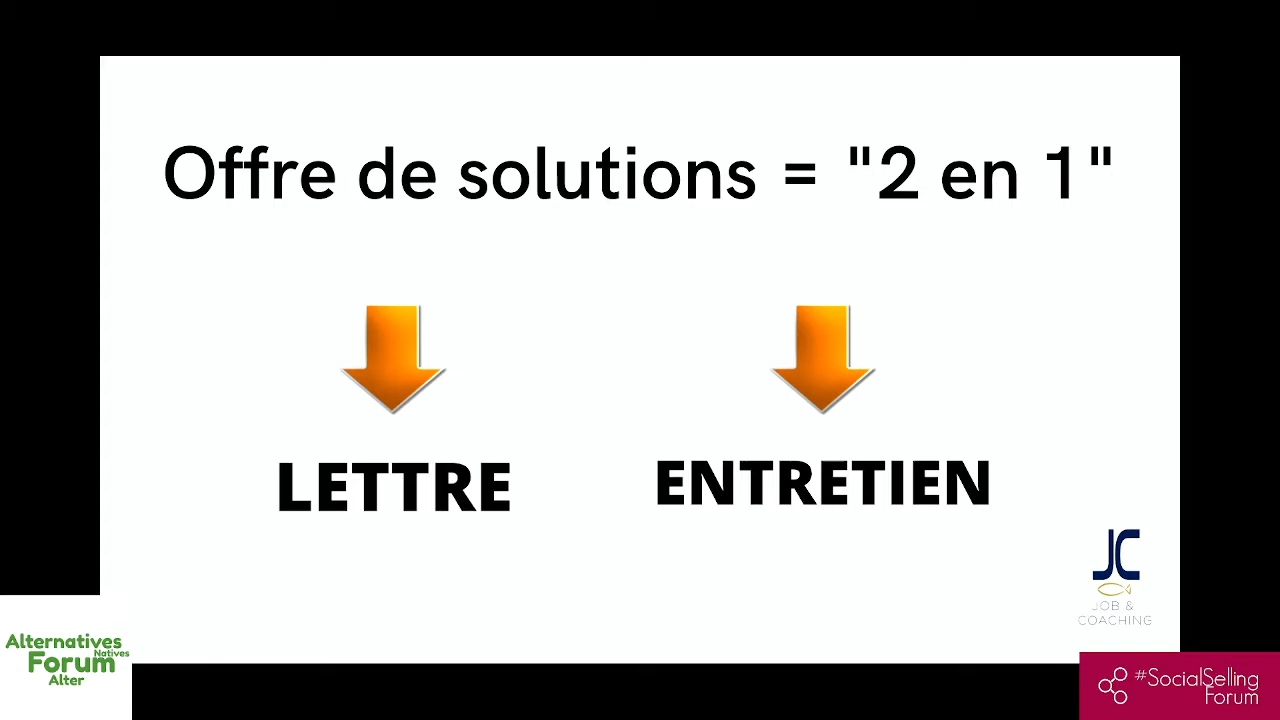 Offre de solutions = "2 en 1"
LETTRE
ENTRETIEN
JC
JOB &
COACHING
Alternatives
Natives
Forum
Alter
#SocialSelling
Forum